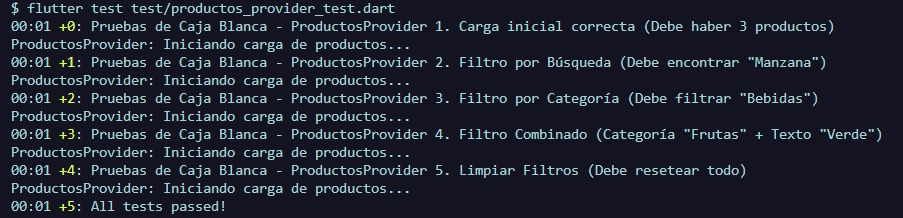 $ flutter test test/productos_provider_test.dart
00:01 +0: Pruebas de Caja Blanca - ProductosProvider 1. Carga inicial correcta (Debe haber 3 productos)
ProductosProvider: Iniciando carga de productos...
00:01 +1: Pruebas de Caja Blanca - ProductosProvider 2. Filtro por Búsqueda (Debe encontrar "Manzana")
ProductosProvider: Iniciando carga de productos...
00:01 +2: Pruebas de Caja Blanca - ProductosProvider 3. Filtro por Categoría (Debe filtrar "Bebidas")
ProductosProvider: Iniciando carga de productos...
00:01 +3: Pruebas de Caja Blanca - ProductosProvider 4. Filtro Combinado (Categoría "Frutas" + Texto "Verde")
ProductosProvider: Iniciando carga de productos...
00:01 +4: Pruebas de Caja Blanca - ProductosProvider 5. Limpiar Filtros (Debe resetear todo)
ProductosProvider: Iniciando carga de productos...
00:01 +5: All tests passed!